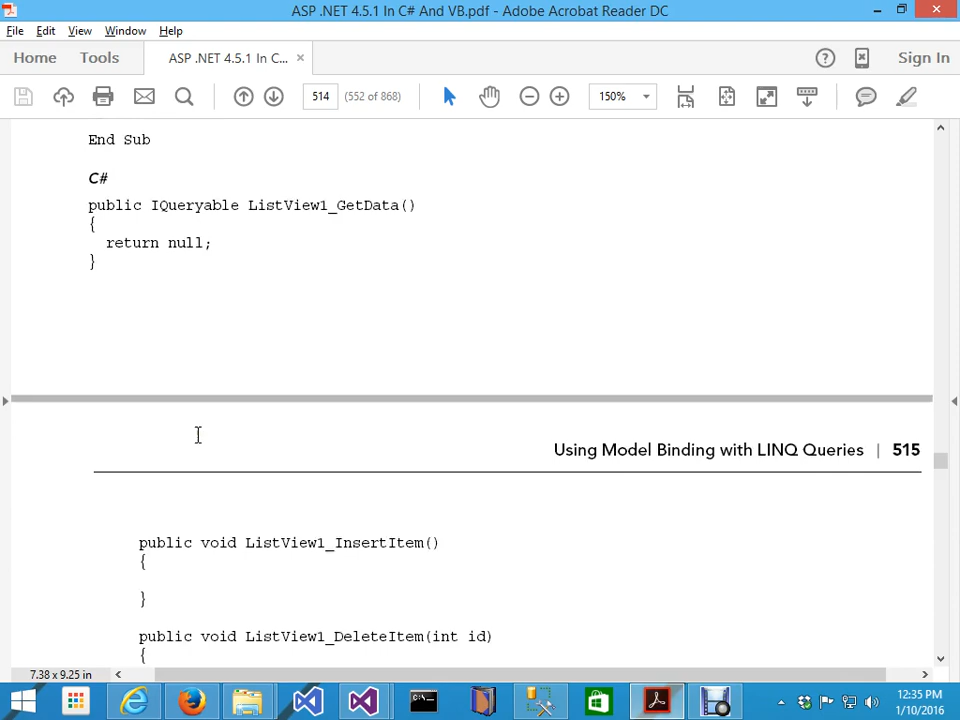 ASP .NET 4.5.1 In C# And VB.pdf - Adobe Acrobat Reader DC
File Edit View Window Help
Home Tools ASP .NET 4.5.1 In C... × Sign In
514 (552 of 868) 150%
End Sub
C#
public IQueryable ListView1_GetData()
{
return null;
}
Using Model Binding with LINQ Queries | 515
public void ListView1_InsertItem()
{
}
public void ListView1_DeleteItem(int id)
{
7.38 x 9.25 in
12:35 PM
1/10/2016